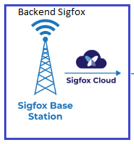 Backend Sigfox
Sigfox Cloud
Sigfox Base
Station